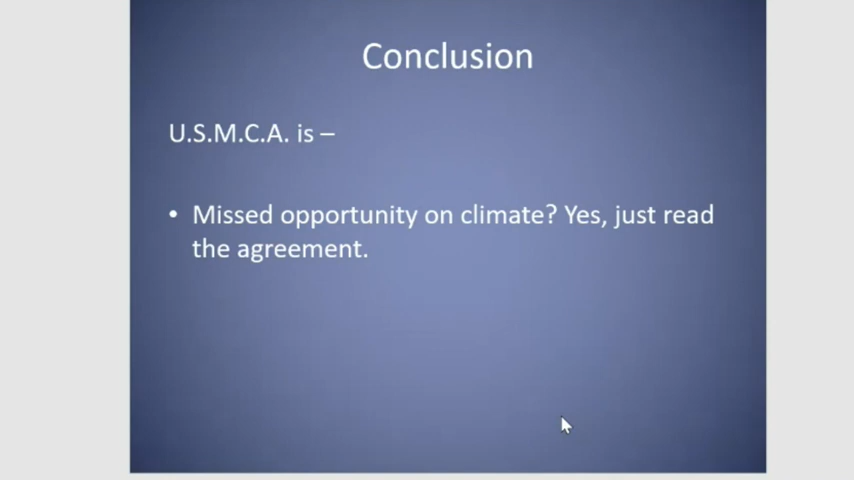 Conclusion
U.S.M.C.A. is –
• Missed opportunity on climate? Yes, just read
the agreement.